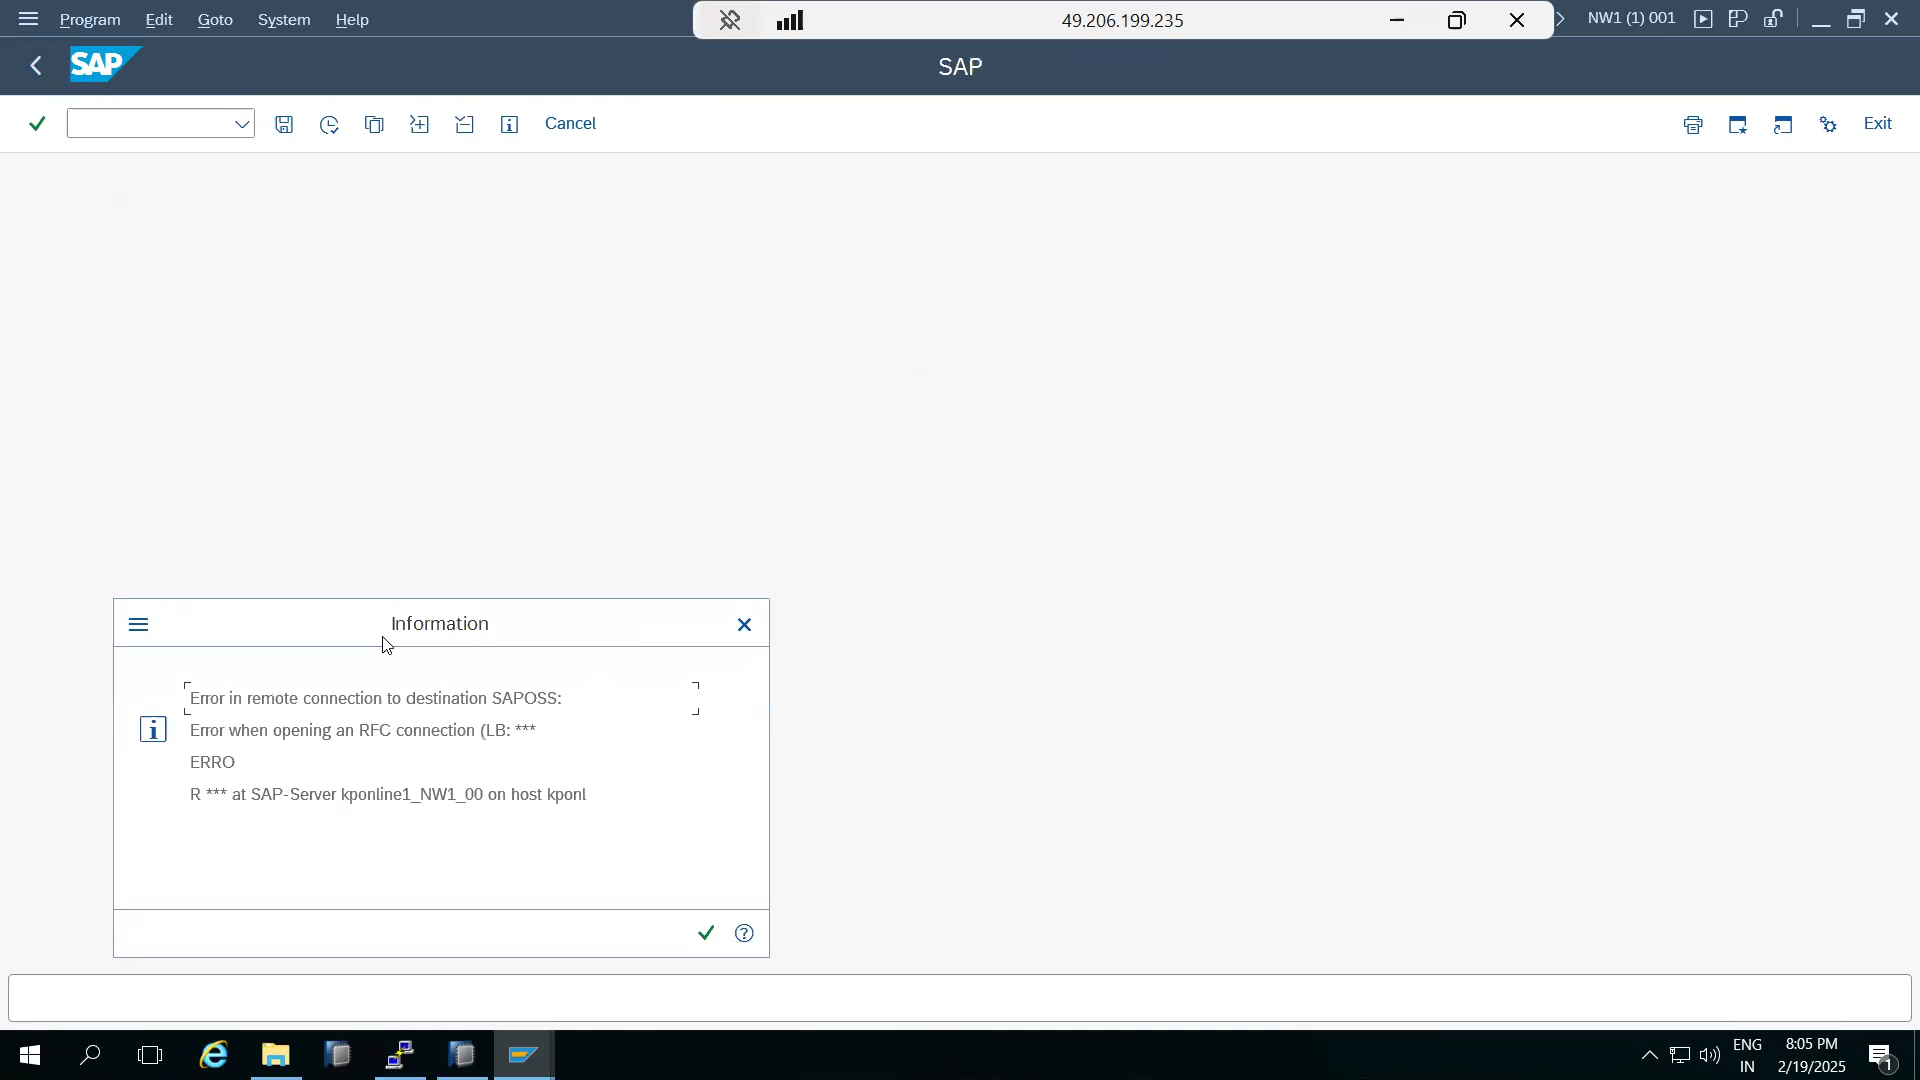 Program Edit Goto System Help
49.206.199.235
NW1 (1) 001
SAP
SAP
Cancel
Exit
Information
Error in remote connection to destination SAPOSS:
Error when opening an RFC connection (LB: ***
ERRO
R *** at SAP-Server kponline1_NW1_00 on host kponl
ENG
IN
8:05 PM
2/19/2025
1